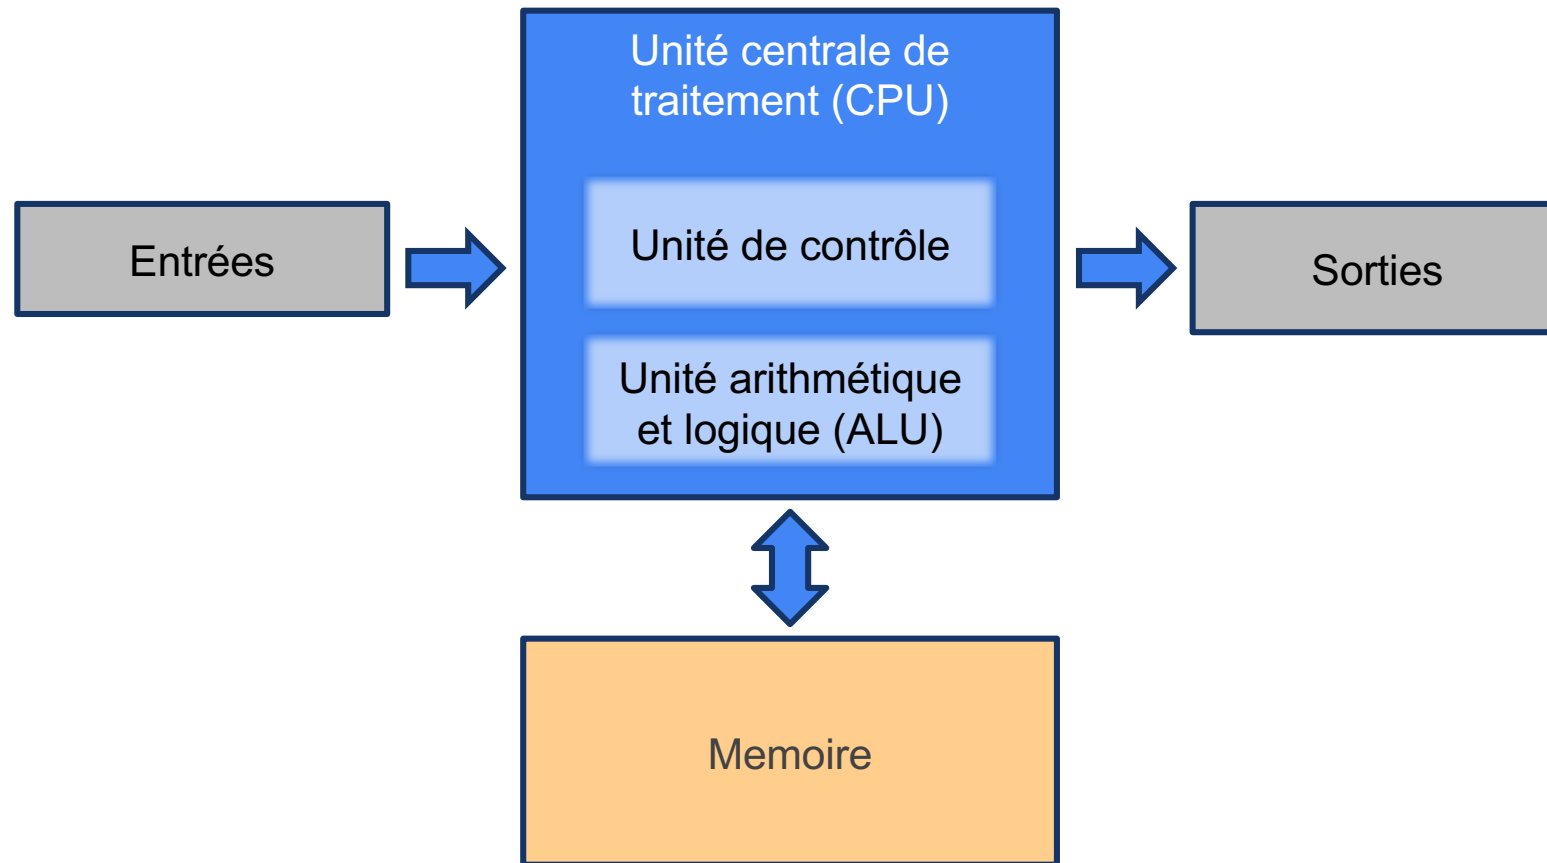 Unité centrale de
traitement (CPU)
Entrées
Unité de contrôle
Sorties
Unité arithmétique
et logique (ALU)
Memoire